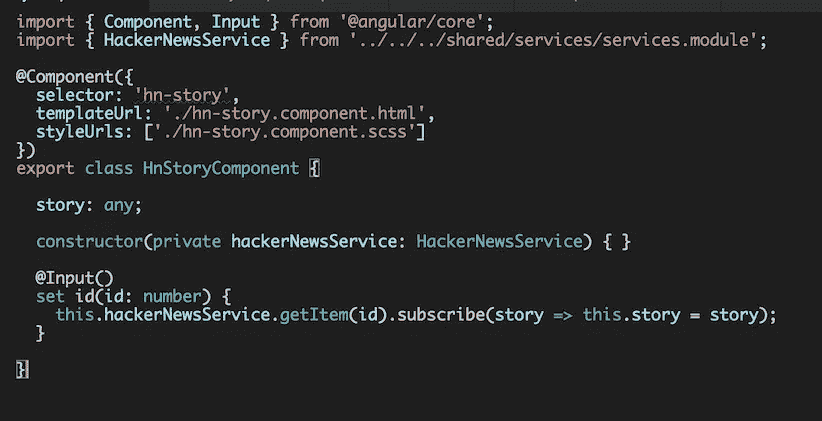 import { Component, Input } from '@angular/core';
import { HackerNewsService } from '../../../shared/services/services.module';
@Component({
selector: 'hn-story',
templateUrl: './hn-story.component.html',
styleUrls: ['./hn-story.component.scss']
})
export class HnStoryComponent {
story: any;
constructor(private hackerNewsService: HackerNewsService) { }
@Input()
set id(id: number) {
this.hackerNewsService.getItem(id).subscribe(story => this.story = story);
}
}